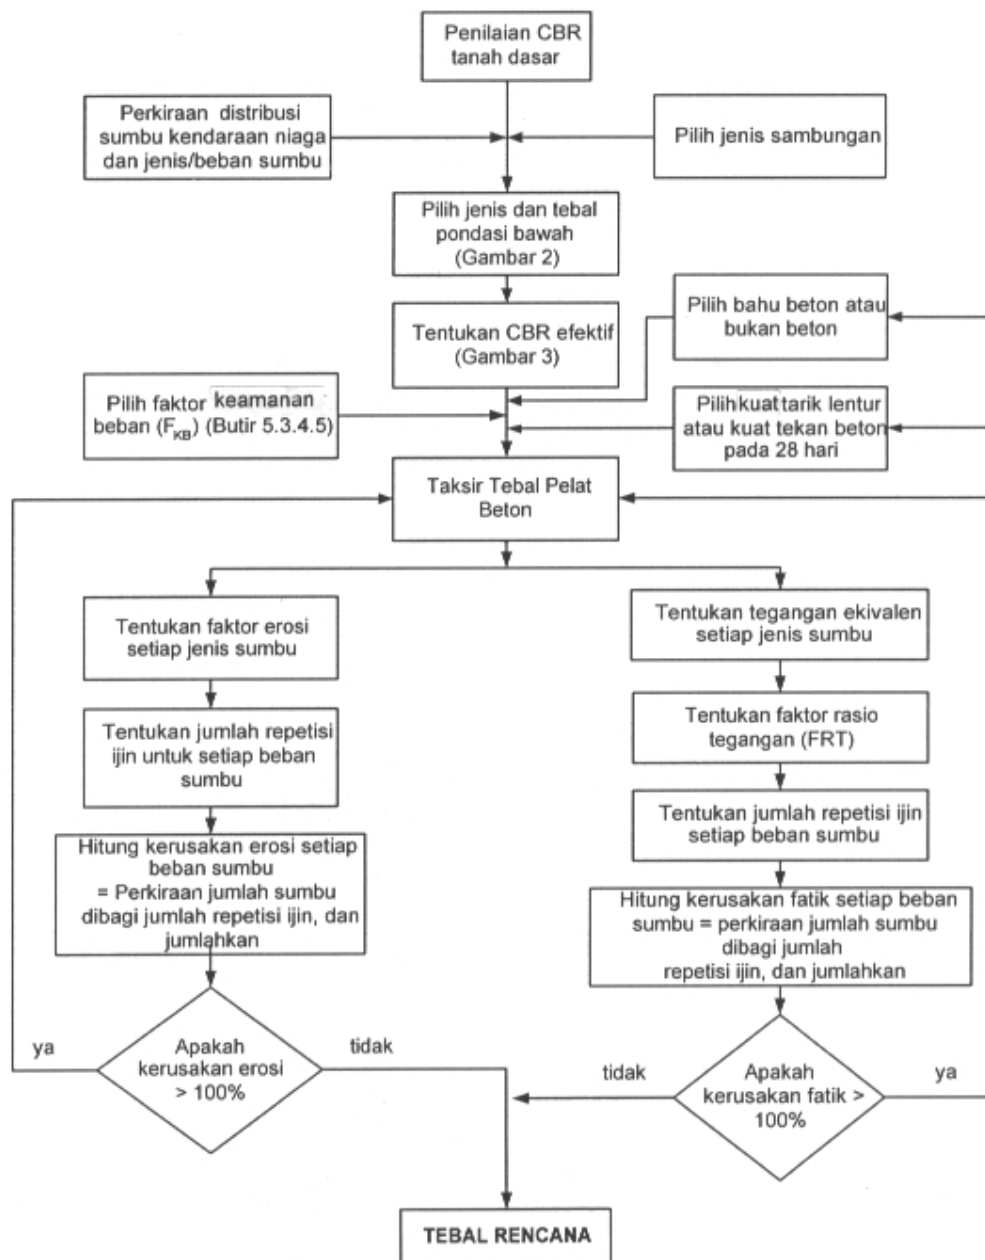 Penilaian CBR
tanah dasar
Perkiraan distribusi
sumbu kendaraan niaga
dan jenis/beban sumbu
Pilih jenis sambungan
Pilih jenis dan tebal
pondasi bawah
(Gambar 2)
Tentukan CBR efektif
(Gambar 3)
Pilih bahu beton atau
bukan beton
Pilih faktor keamanan
beban (FKB) (Butir 5.3.4.5)
Pilih kuat tarik lentur
atau kuat tekan beton
pada 28 hari
Taksir Tebal Pelat
Beton
Tentukan faktor erosi
setiap jenis sumbu
Tentukan jumlah repetisi
ijin untuk setiap beban
sumbu
Hitung kerusakan erosi setiap
beban sumbu
= Perkiraan jumlah sumbu
dibagi jumlah repetisi ijin, dan
jumlahkan
Apakah
kerusakan erosi
> 100%
ya
tidak
Tentukan tegangan ekivalen
setiap jenis sumbu
Tentukan faktor rasio
tegangan (FRT)
Tentukan jumlah repetisi ijin
setiap beban sumbu
Hitung kerusakan fatik setiap beban
sumbu = perkiraan jumlah sumbu
dibagi jumlah
repetisi ijin, dan jumlahkan
Apakah
kerusakan fatik >
100%
tidak
ya
TEBAL RENCANA